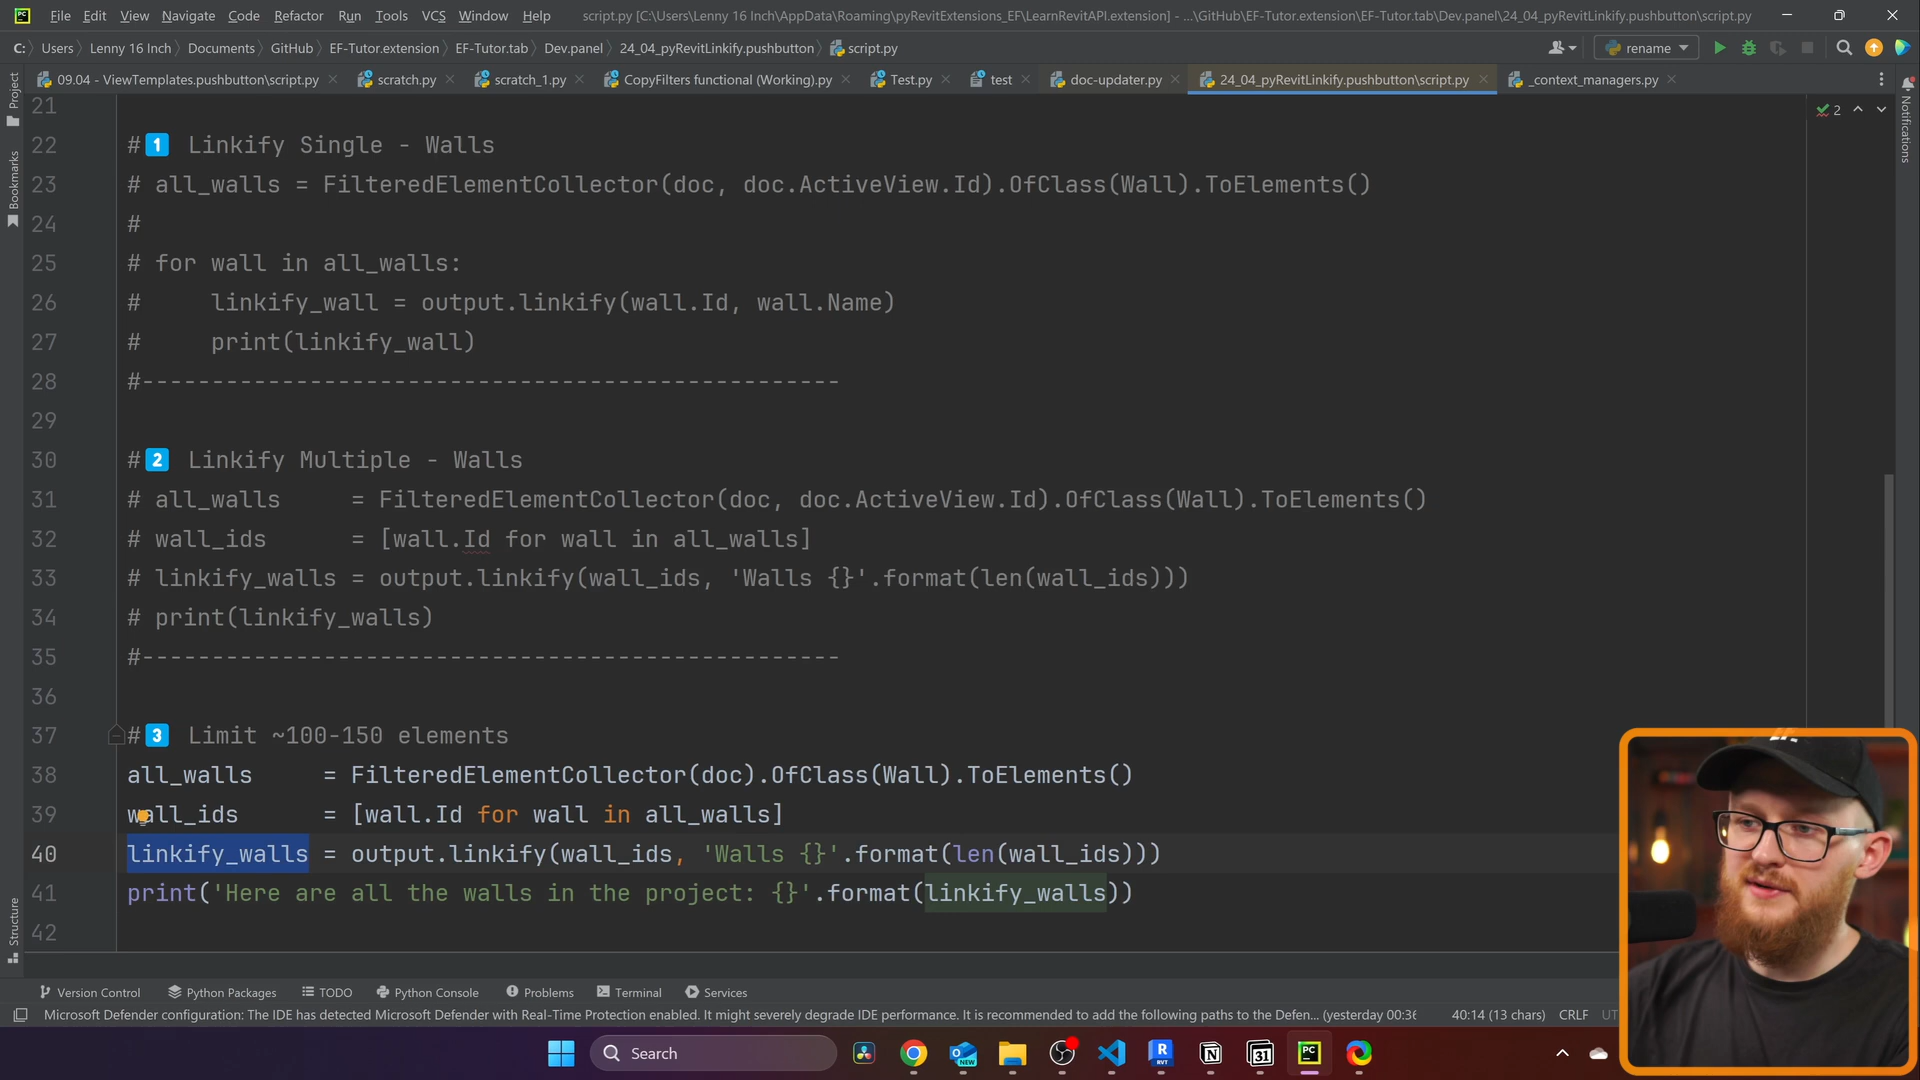 File Edit View Navigate Code Refactor Run Tools VCS Window Help script.py [C:\Users\Lenny 16 Inch\AppData\Roaming\pyRevitExtensions_EF\LearnRevitAPI.extension] - ...\GitHub\EF-Tutor.extension\EF-Tutor.tab\Dev.panel\24_04_pyRevitLinkify.pushbutton\script.py
C: Users Lenny 16 Inch Documents GitHub EF-Tutor.extension EF-Tutor.tab Dev.panel 24_04_pyRevitLinkify.pushbutton script.py rename
09.04 - ViewTemplates.pushbutton\script.py scratch.py scratch_1.py CopyFilters functional (Working).py Test.py test doc-updater.py 24_04_pyRevitLinkify.pushbutton\script.py _context_managers.py
Project
Bookmarks
Structure
Notifications
2
21
22 #1 Linkify Single - Walls
23 # all_walls = FilteredElementCollector(doc, doc.ActiveView.Id).OfClass(Wall).ToElements()
24 #
25 # for wall in all_walls:
26 #     linkify_wall = output.linkify(wall.Id, wall.Name)
27 #     print(linkify_wall)
28 #--------------------------------------------------
29
30 #2 Linkify Multiple - Walls
31 # all_walls     = FilteredElementCollector(doc, doc.ActiveView.Id).OfClass(Wall).ToElements()
32 # wall_ids      = [wall.Id for wall in all_walls]
33 # linkify_walls = output.linkify(wall_ids, 'Walls {}'.format(len(wall_ids)))
34 # print(linkify_walls)
35 #--------------------------------------------------
36
37 #3 Limit ~100-150 elements
38 all_walls     = FilteredElementCollector(doc).OfClass(Wall).ToElements()
39 wall_ids      = [wall.Id for wall in all_walls]
40 linkify_walls = output.linkify(wall_ids, 'Walls {}'.format(len(wall_ids)))
41 print('Here are all the walls in the project: {}'.format(linkify_walls))
42
Version Control Python Packages TODO Python Console Problems Terminal Services
Microsoft Defender configuration: The IDE has detected Microsoft Defender with Real-Time Protection enabled. It might severely degrade IDE performance. It is recommended to add the following paths to the Defen... (yesterday 00:36 40:14 (13 chars) CRLF
Search
NEW
R
RVT
N
31
PC